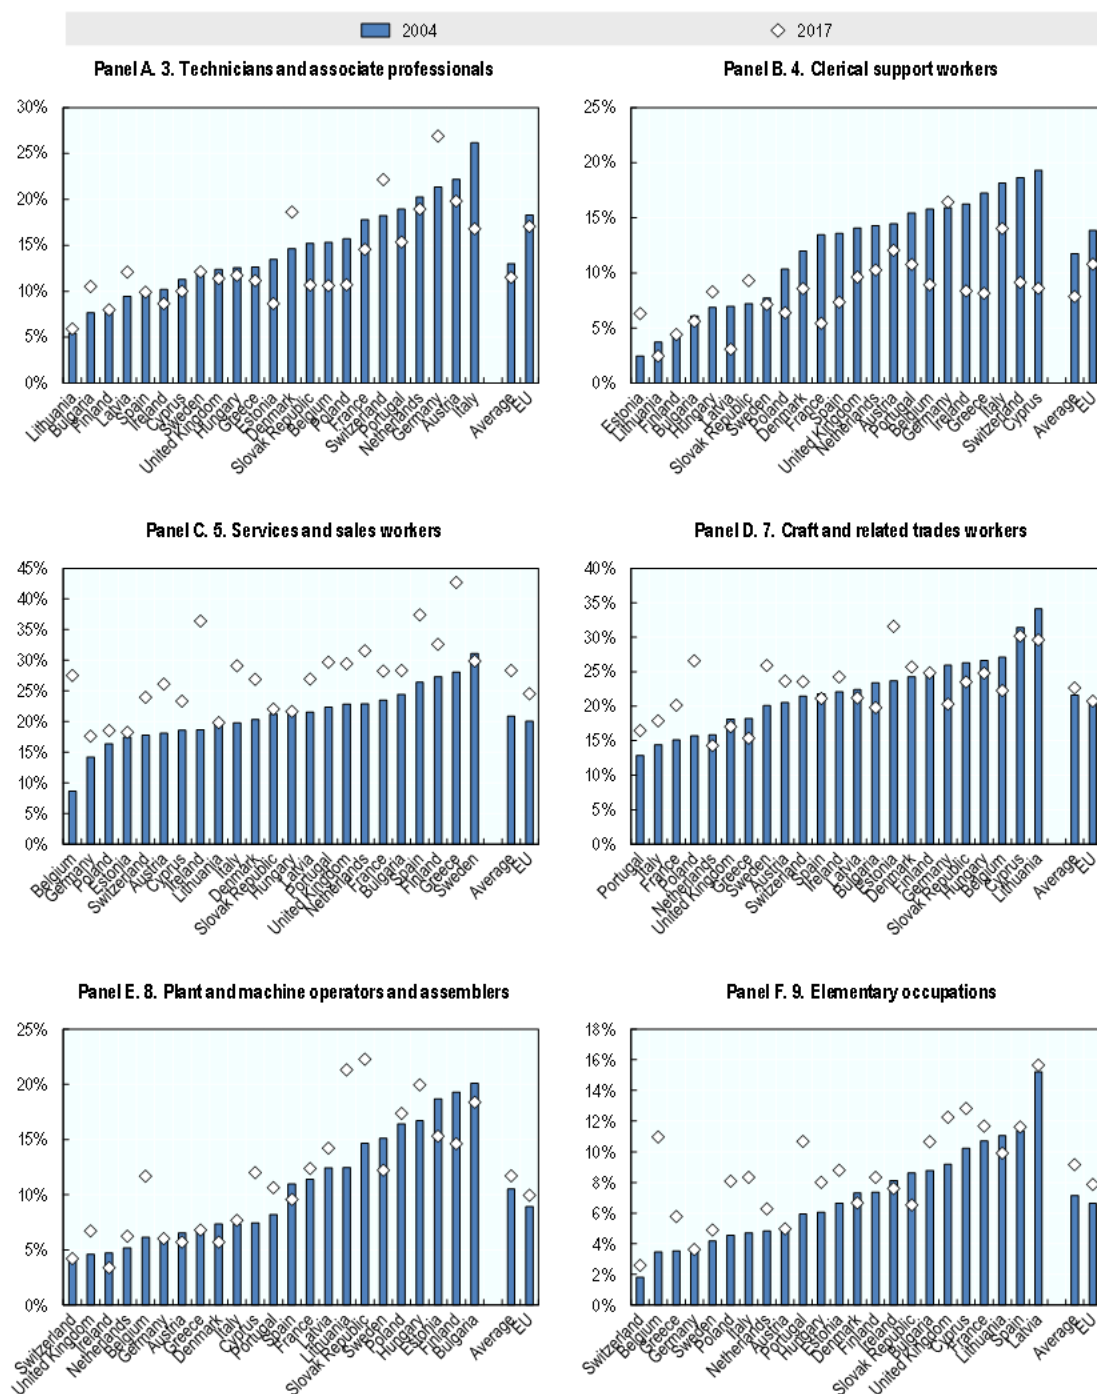 2004 2017
Panel A. 3. Technicians and associate professionals
30%
25%
20%
15%
10%
5%
0%
Lithuania
Bulgaria
Finland
Latvia
Spain
Ireland
Cyprus
Sweden
United Kingdom
Hungary
Greece
Estonia
Denmark
Slovak Republic
Belgium
Poland
France
Switzerland
Portugal
Netherlands
Germany
Austria
Italy
Average
EU
Panel B. 4. Clerical support workers
25%
20%
15%
10%
5%
0%
Estonia
Lithuania
Finland
Bulgaria
Hungary
Latvia
Slovak Republic
Sweden
Poland
Denmark
France
Spain
United Kingdom
Netherlands
Austria
Portugal
Belgium
Germany
Ireland
Greece
Italy
Switzerland
Cyprus
Average
EU
Panel C. 5. Services and sales workers
45%
40%
35%
30%
25%
20%
15%
10%
5%
0%
Belgium
Germany
Poland
Estonia
Switzerland
Austria
Cyprus
Ireland
Lithuania
Italy
Denmark
Slovak Republic
Hungary
Latvia
Portugal
United Kingdom
Netherlands
France
Bulgaria
Spain
Finland
Greece
Sweden
Average
EU
Panel D. 7. Craft and related trades workers
40%
35%
30%
25%
20%
15%
10%
5%
0%
Portugal
Italy
France
Poland
Netherlands
United Kingdom
Greece
Sweden
Austria
Switzerland
Spain
Ireland
Latvia
Bulgaria
Estonia
Denmark
Finland
Germany
Slovak Republic
Hungary
Belgium
Cyprus
Lithuania
Average
EU
Panel E. 8. Plant and machine operators and assemblers
25%
20%
15%
10%
5%
0%
Switzerland
United Kingdom
Ireland
Netherlands
Belgium
Germany
Austria
Greece
Denmark
Italy
Cyprus
Portugal
Spain
France
Latvia
Lithuania
Slovak Republic
Sweden
Poland
Hungary
Estonia
Finland
Bulgaria
Average
EU
Panel F. 9. Elementary occupations
18%
16%
14%
12%
10%
8%
6%
4%
2%
0%
Switzerland
Belgium
Greece
Germany
Sweden
Poland
Italy
Netherlands
Austria
Portugal
Hungary
Estonia
Denmark
Finland
Ireland
Slovak Republic
Bulgaria
United Kingdom
Cyprus
France
Lithuania
Spain
Latvia
Average
EU